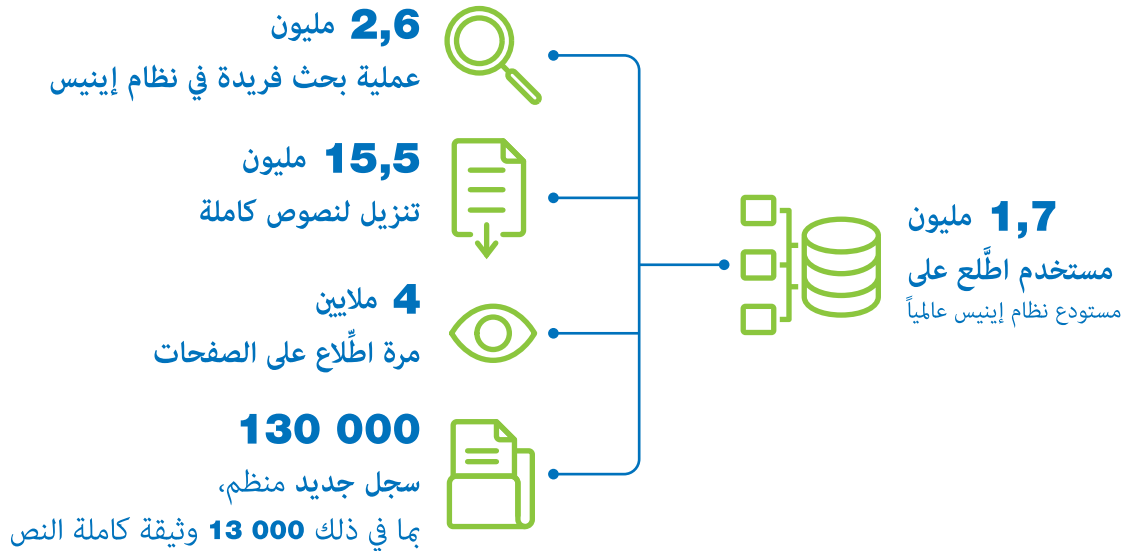 1,7 مليون
مستخدم اطَّلع على
مستودع نظام إينيس عالمياً
2,6 مليون
عملية بحث فريدة في نظام إينيس
15,5 مليون
تنزيل لنصوص كاملة
4 ملايين
مرة اطِّلاع على الصفحات
130 000
سجل جديد منظم،
بما في ذلك 13 000 وثيقة كاملة النص